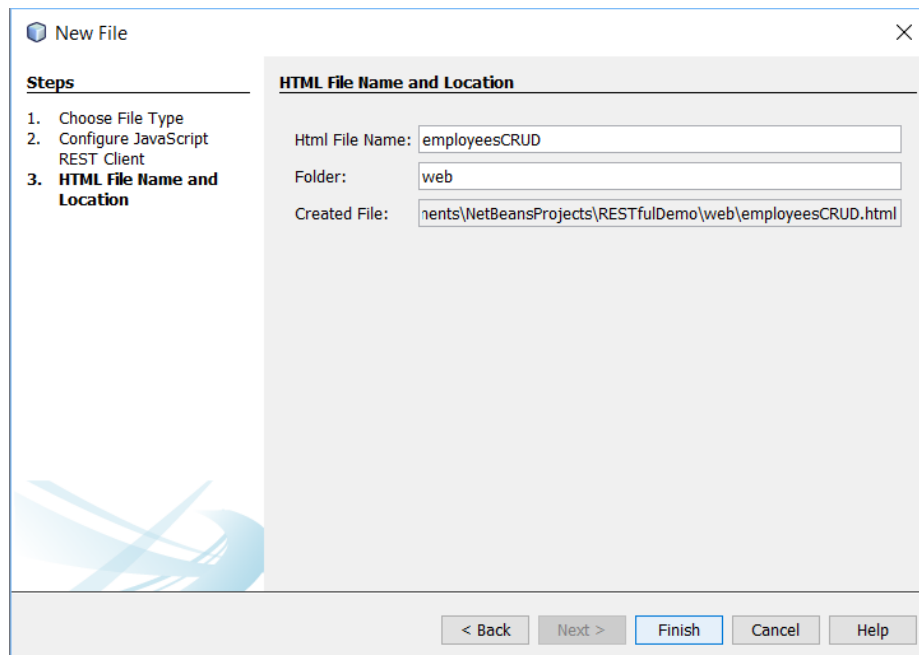 New File
Steps
1. Choose File Type
2. Configure JavaScript
REST Client
3. HTML File Name and
Location
HTML File Name and Location
Html File Name: employeesCRUD
Folder: web
Created File: nents\NetBeansProjects\RESTfulDemo\web\employeesCRUD.html
< Back Next > Finish Cancel Help